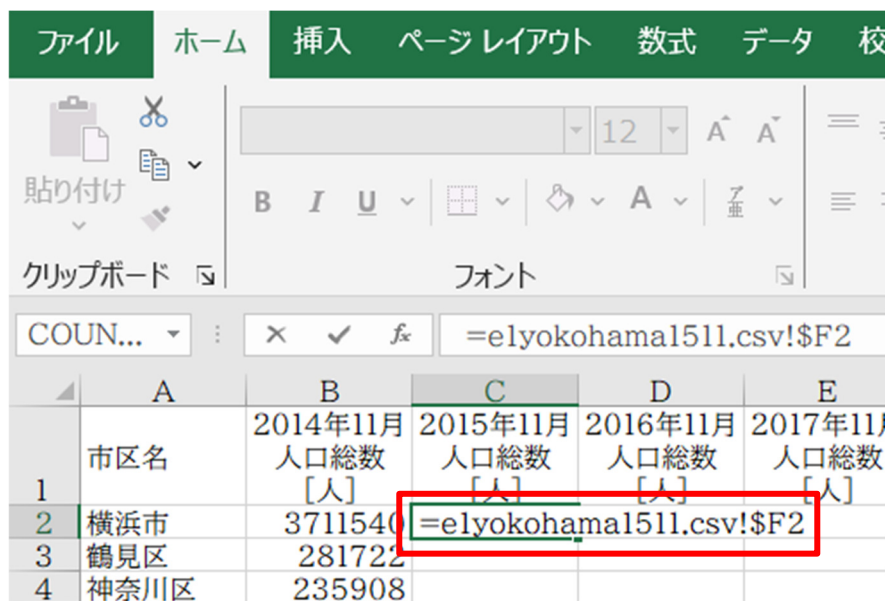 ファイル ホーム 挿入 ページ レイアウト 数式 データ 校
12 A A
貼り付け
B I U A ア亜
クリップボード フォント
COUN... fx =e1yokohama1511.csv!$F2
A B C D E
1 市区名 2014年11月人口総数[人] 2015年11月人口総数[人] 2016年11月人口総数[人] 2017年11月人口総数[人]
2 横浜市 3711540 =e1yokohama1511.csv!$F2
3 鶴見区 281722
4 神奈川区 235908